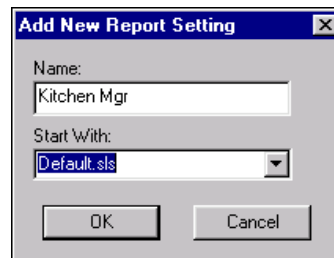 Add New Report Setting
Name:
Kitchen Mgr
Start With:
Default.sls
OK Cancel